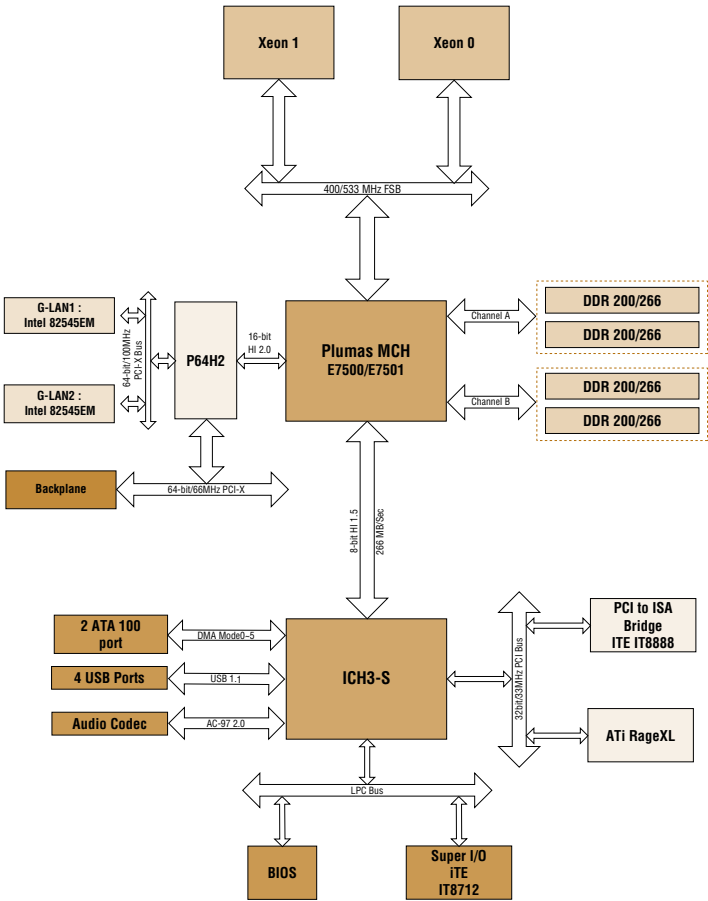 Xeon 1
Xeon 0
400/533 MHz FSB
G-LAN1 :
Intel 82545EM
G-LAN2 :
Intel 82545EM
64-bit/100MHz
PCI-X Bus
P64H2
16-bit
HI 2.0
Plumas MCH
E7500/E7501
Channel A
DDR 200/266
DDR 200/266
Channel B
DDR 200/266
DDR 200/266
Backplane
64-bit/66MHz PCI-X
8-bit HI 1.5
266 MB/Sec
2 ATA 100
port
DMA Mode0~5
4 USB Ports
USB 1.1
Audio Codec
AC-97 2.0
ICH3-S
32bit/33MHz PCI Bus
PCI to ISA
Bridge
ITE IT8888
ATi RageXL
LPC Bus
BIOS
Super I/O
iTE
IT8712